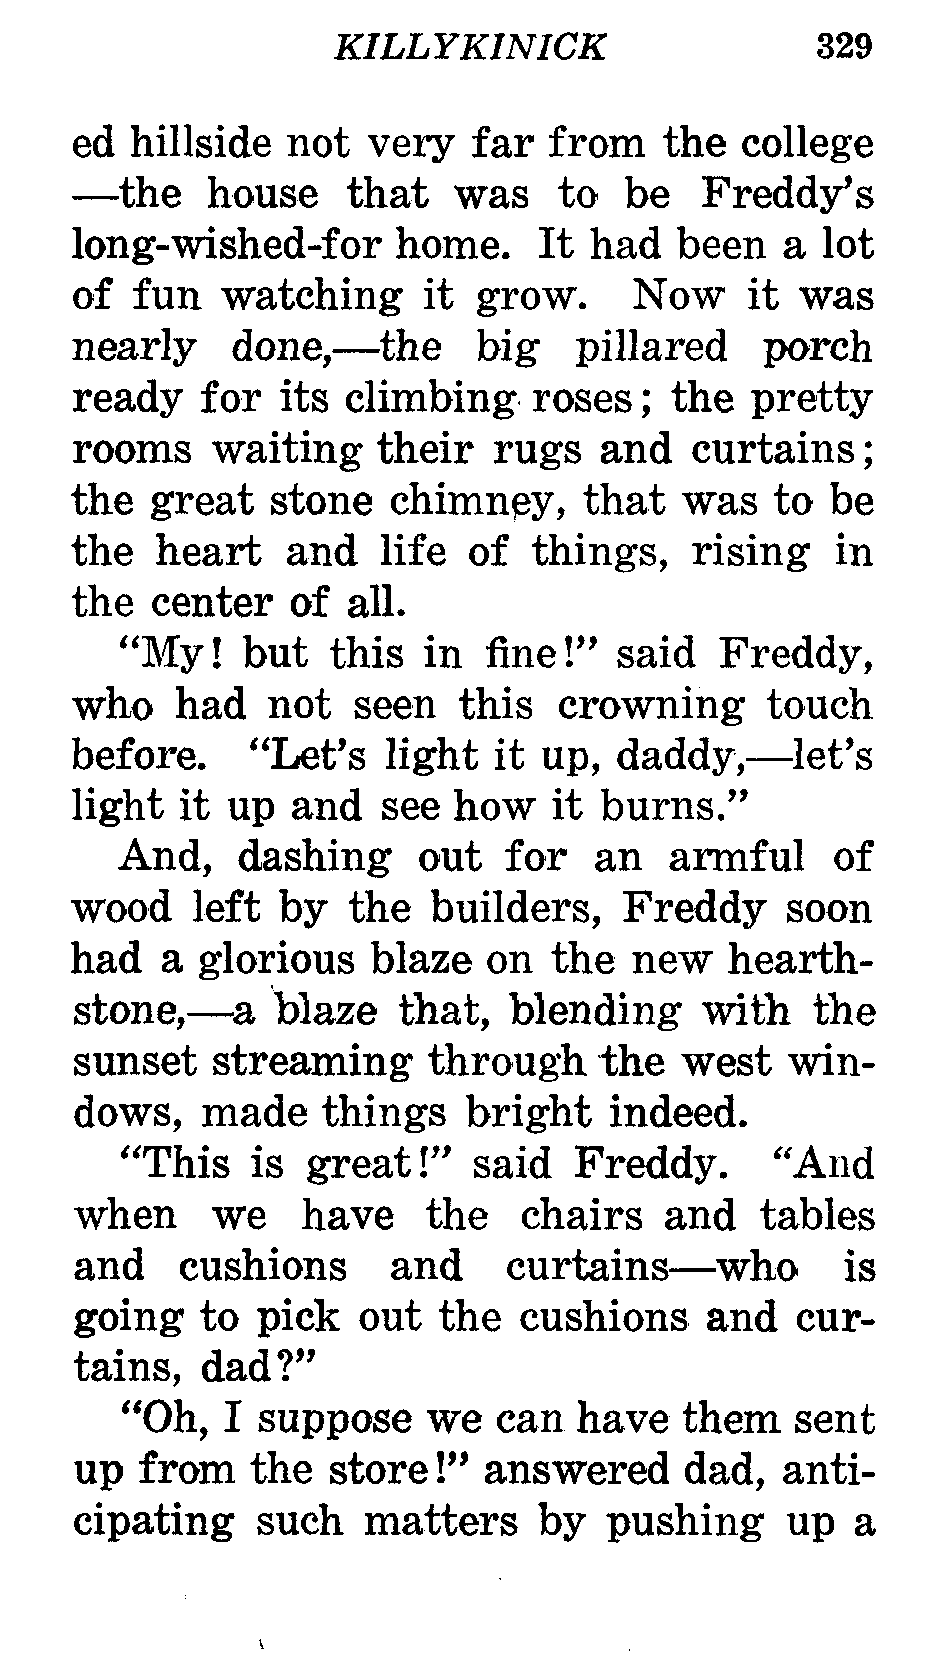 KILLYKINICK 329
ed hillside not very far from the college
—the house that was to be Freddy's
long-wished-for home. It had been a lot
of fun watching it grow. Now it was
nearly done,—the big pillared porch
ready for its climbing roses; the pretty
rooms waiting their rugs and curtains;
the great stone chimney, that was to be
the heart and life of things, rising in
the center of all.
"My! but this in fine!" said Freddy,
who had not seen this crowning touch
before. "Let's light it up, daddy,—let's
light it up and see how it burns."
And, dashing out for an armful of
wood left by the builders, Freddy soon
had a glorious blaze on the new hearth-
stone,—a blaze that, blending with the
sunset streaming through the west win-
dows, made things bright indeed.
"This is great!" said Freddy. "And
when we have the chairs and tables
and cushions and curtains—who is
going to pick out the cushions and cur-
tains, dad?"
"Oh, I suppose we can have them sent
up from the store!" answered dad, anti-
cipating such matters by pushing up a